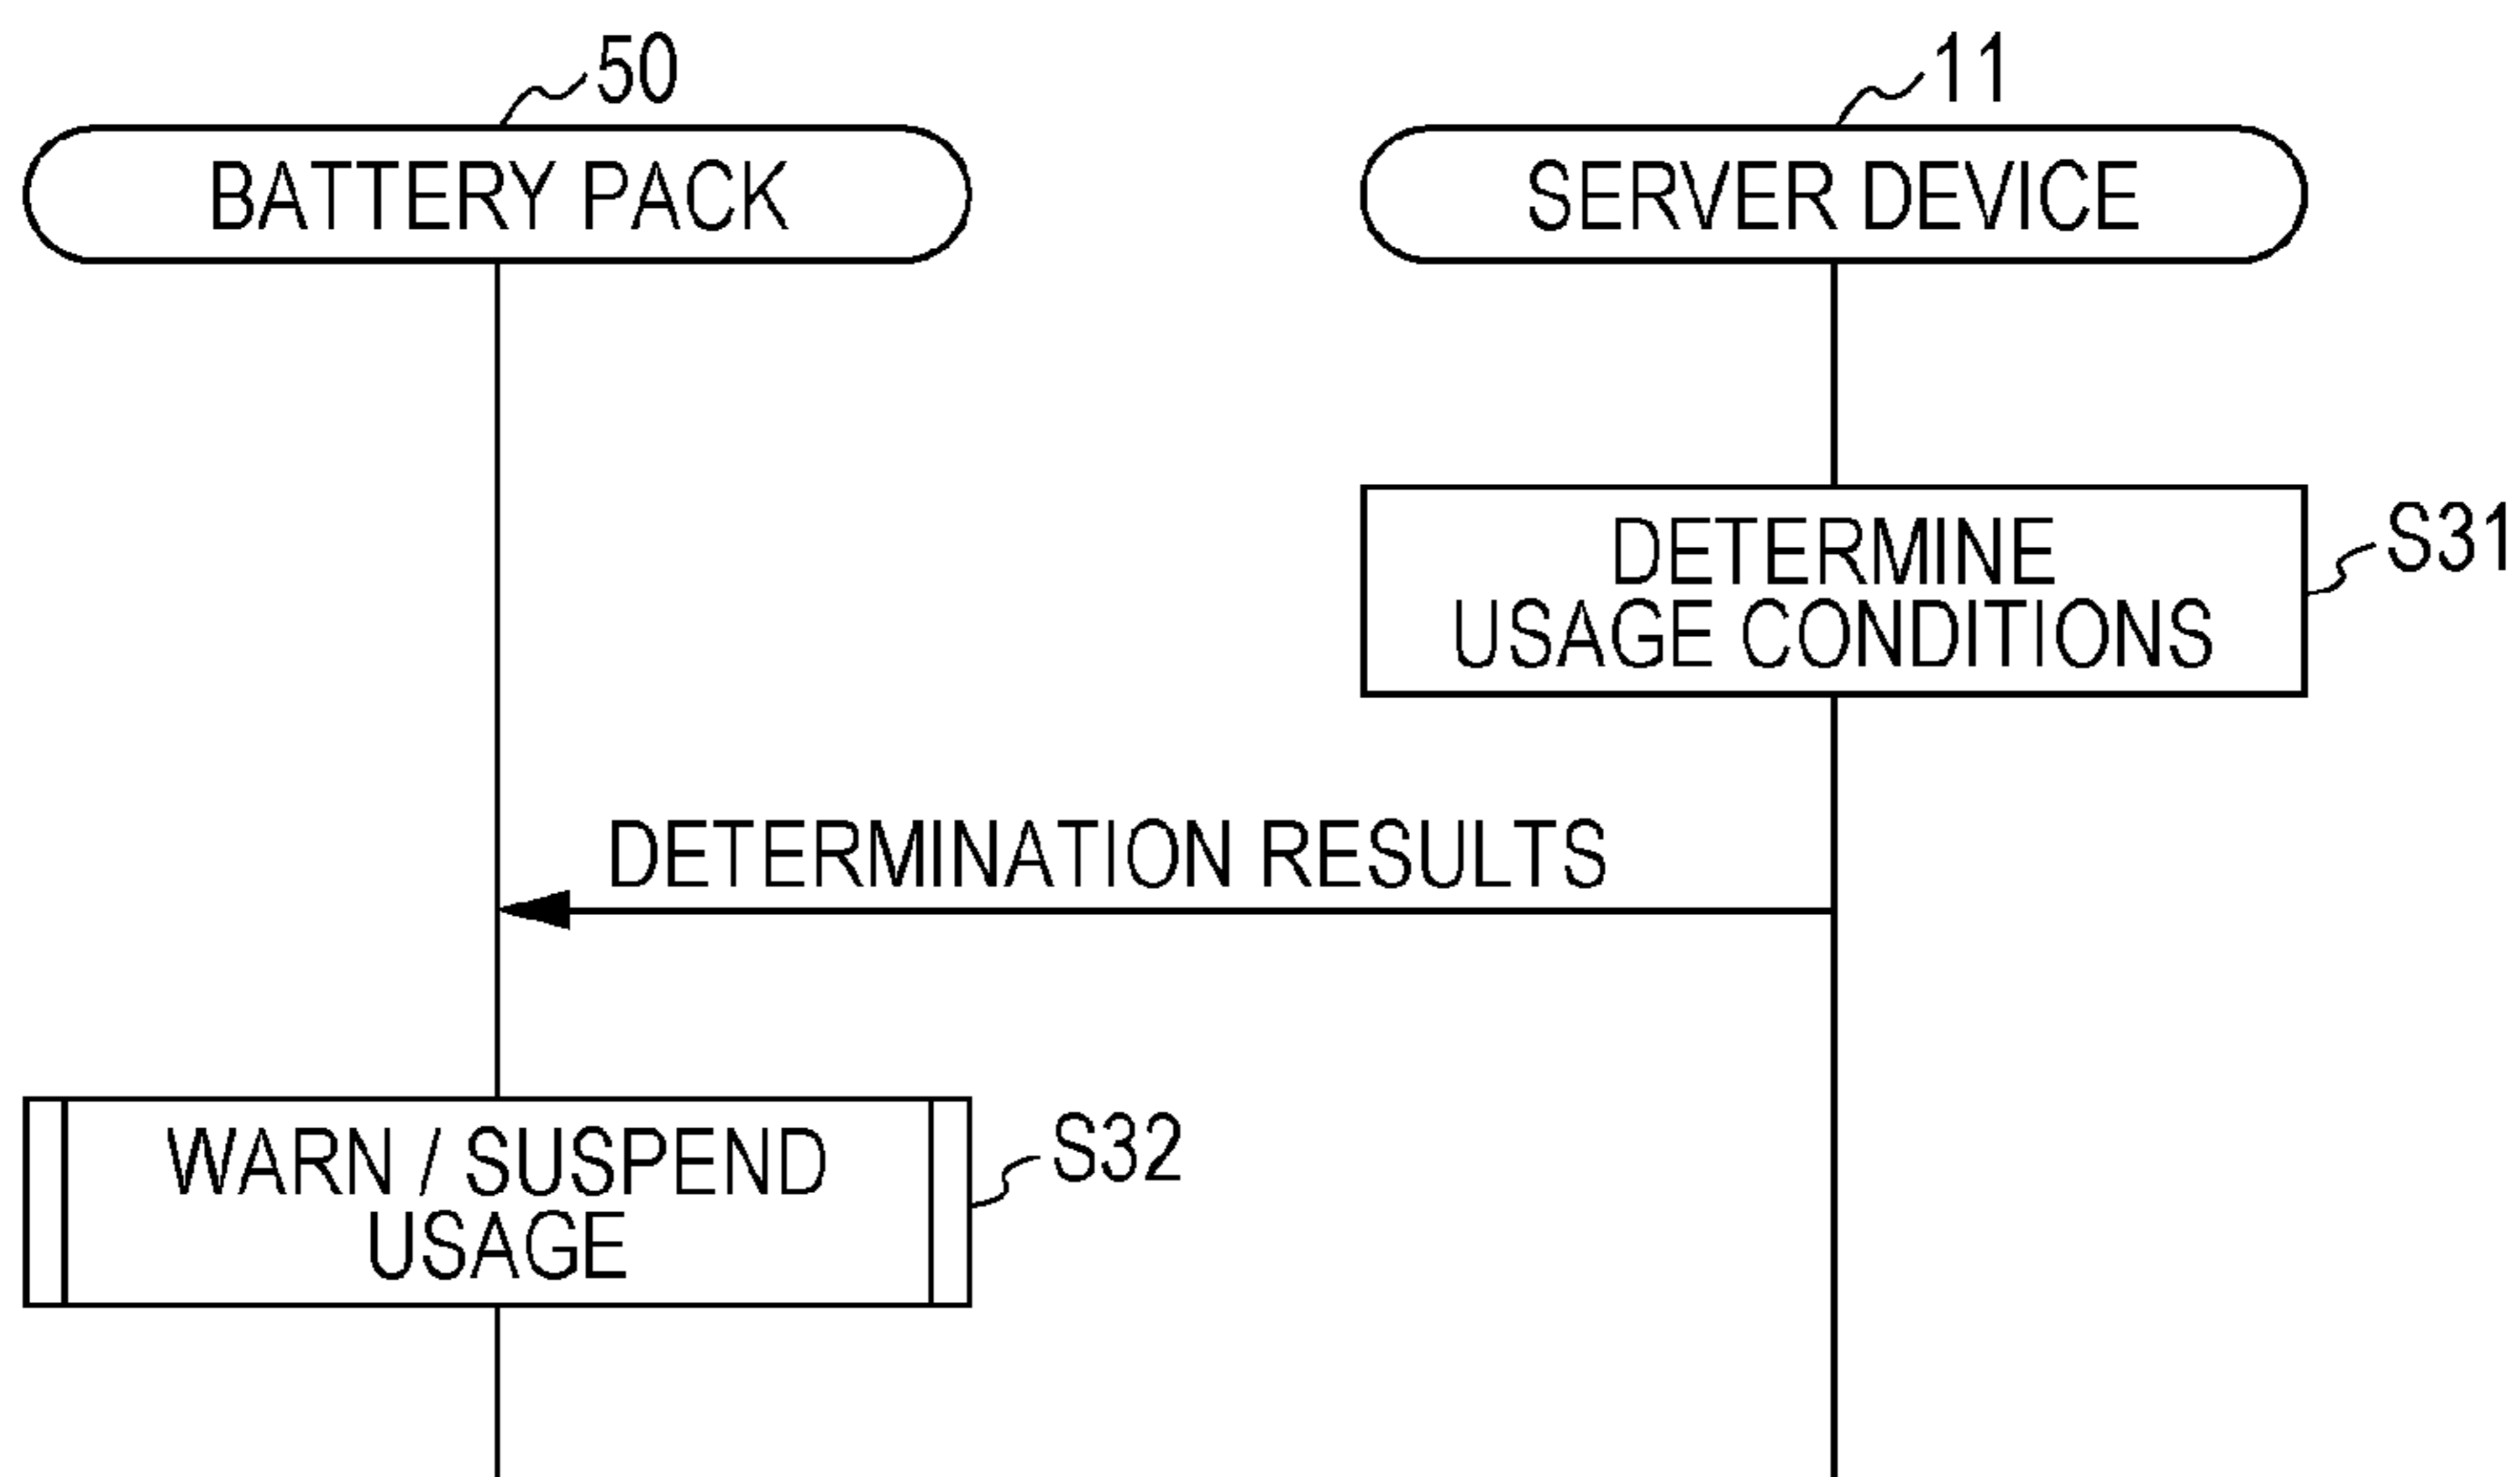 50
11
BATTERY PACK
SERVER DEVICE
DETERMINE
USAGE CONDITIONS
S31
DETERMINATION RESULTS
WARN / SUSPEND
USAGE
S32